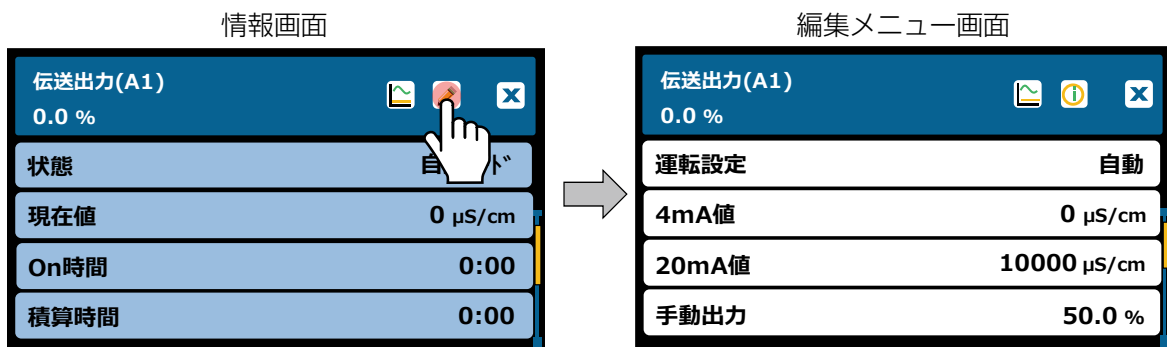 情報画面
伝送出力(A1)
0.0 %
状態 自 ド
現在値 0 µS/cm
On時間 0:00
積算時間 0:00
編集メニュー画面
伝送出力(A1)
0.0 %
運転設定 自動
4mA値 0 µS/cm
20mA値 10000 µS/cm
手動出力 50.0 %